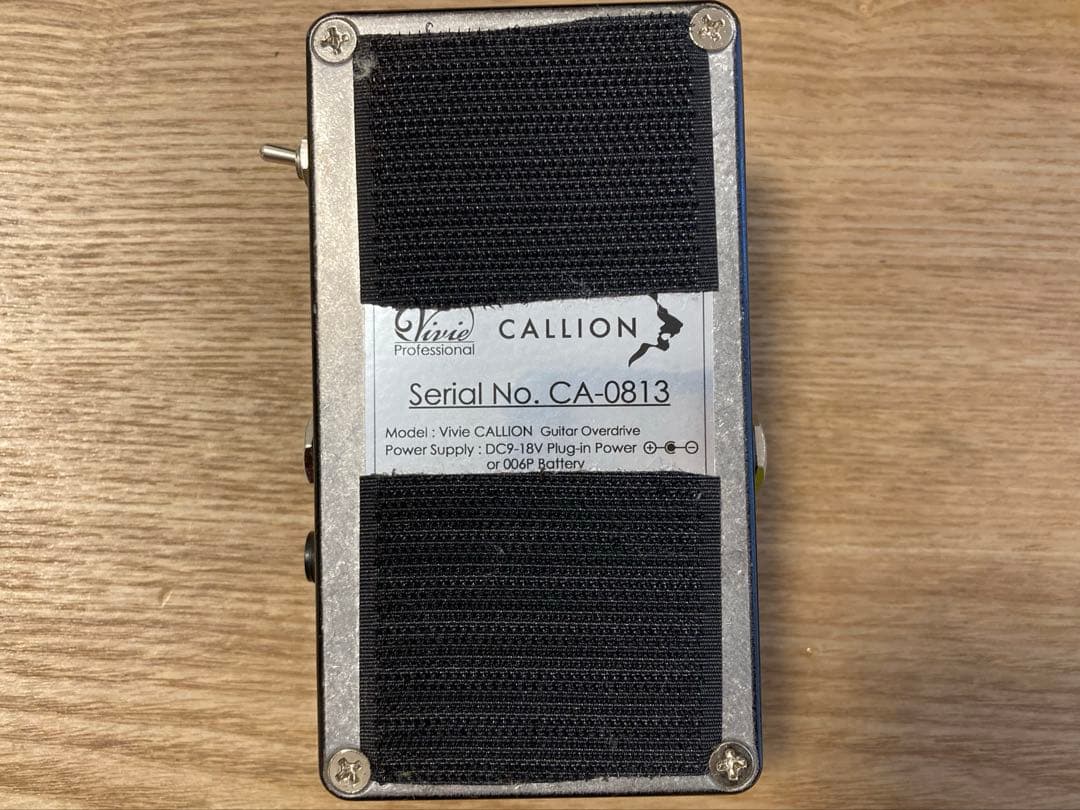 Vivie
Professional
CALLION
Serial No. CA-0813
Model : Vivie CALLION Guitar Overdrive
Power Supply : DC9-18V Plug-in Power
or 006P Battery